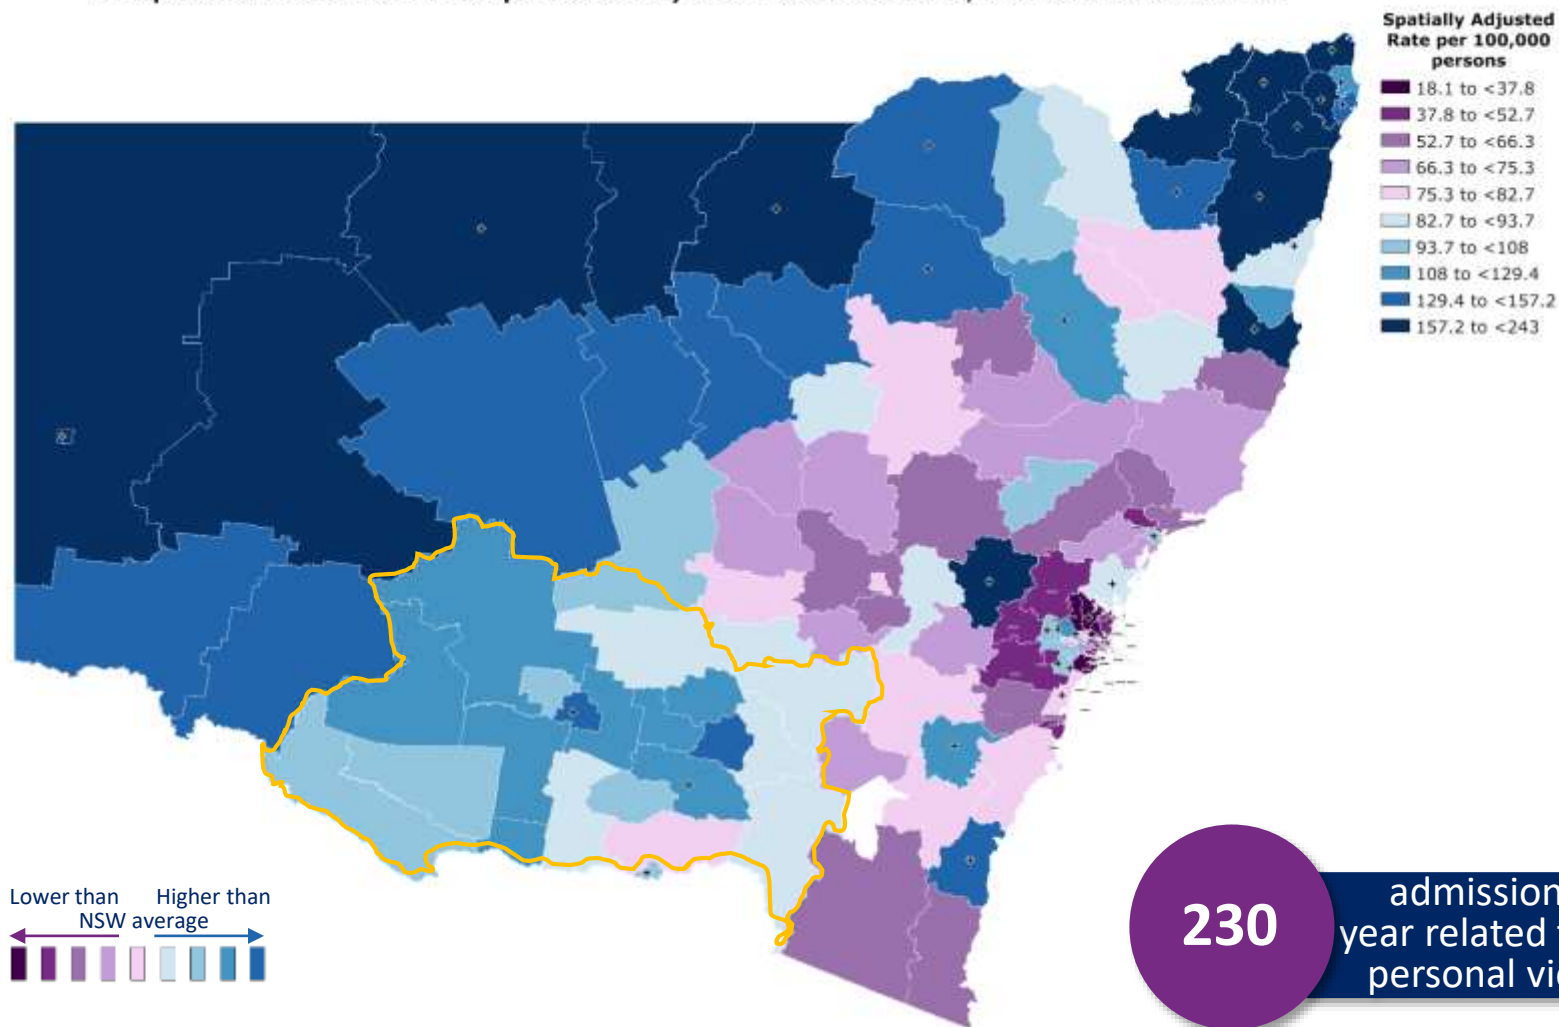 Spatially Adjusted
Rate per 100,000
persons
18.1 to <37.8
37.8 to <52.7
52.7 to <66.3
66.3 to <75.3
75.3 to <82.7
82.7 to <93.7
93.7 to <108
108 to <129.4
129.4 to <157.2
157.2 to <243
Lower than Higher than
NSW average
230
admission
year related
personal vi